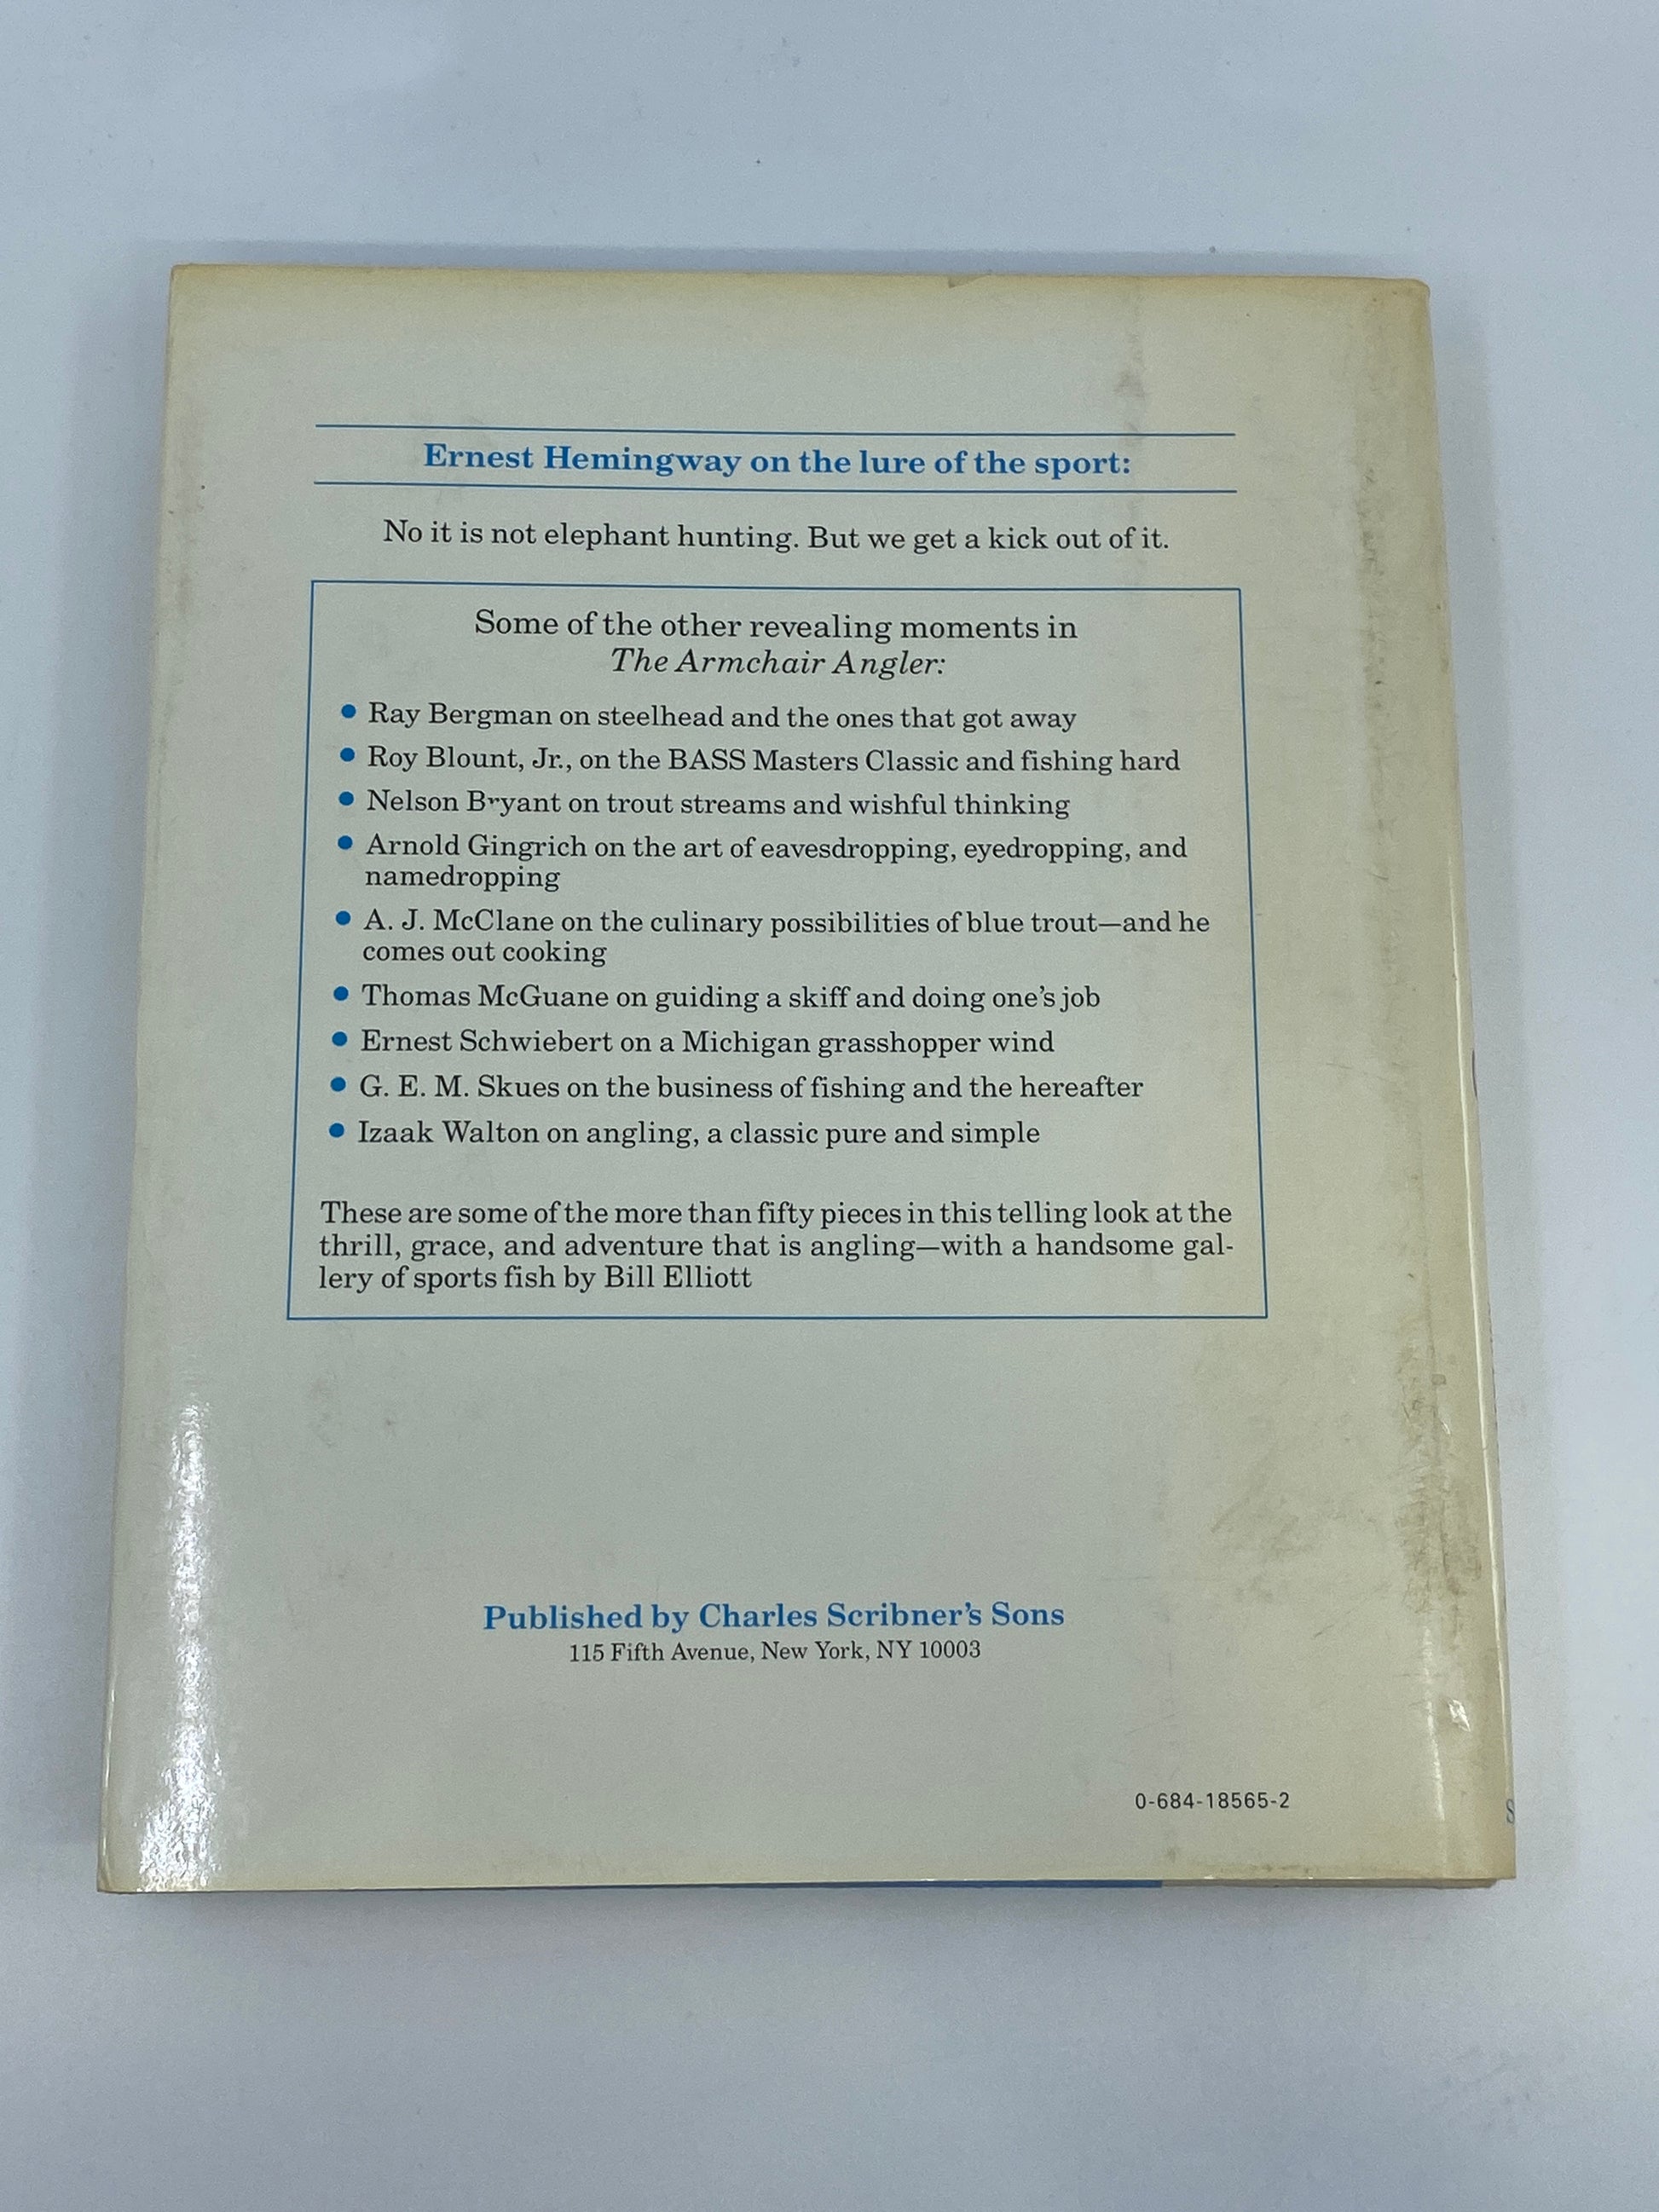 Ernest Hemingway on the lure of the sport:
No it is not elephant hunting. But we get a kick out of it.
Some of the other revealing moments in
The Armchair Angler:
● Ray Bergman on steelhead and the ones that got away
● Roy Blount, Jr., on the BASS Masters Classic and fishing hard
● Nelson Bryant on trout streams and wishful thinking
● Arnold Gingrich on the art of eavesdropping, eyedropping, and
namedropping
● A. J. McClane on the culinary possibilities of blue trout—and he
comes out cooking
● Thomas McGuane on guiding a skiff and doing one's job
● Ernest Schwiebert on a Michigan grasshopper wind
● G. E. M. Skues on the business of fishing and the hereafter
● Izaak Walton on angling, a classic pure and simple
These are some of the more than fifty pieces in this telling look at the
thrill, grace, and adventure that is angling—with a handsome gal-
lery of sports fish by Bill Elliott
Published by Charles Scribner's Sons
115 Fifth Avenue, New York, NY 10003
0-684-18565-2